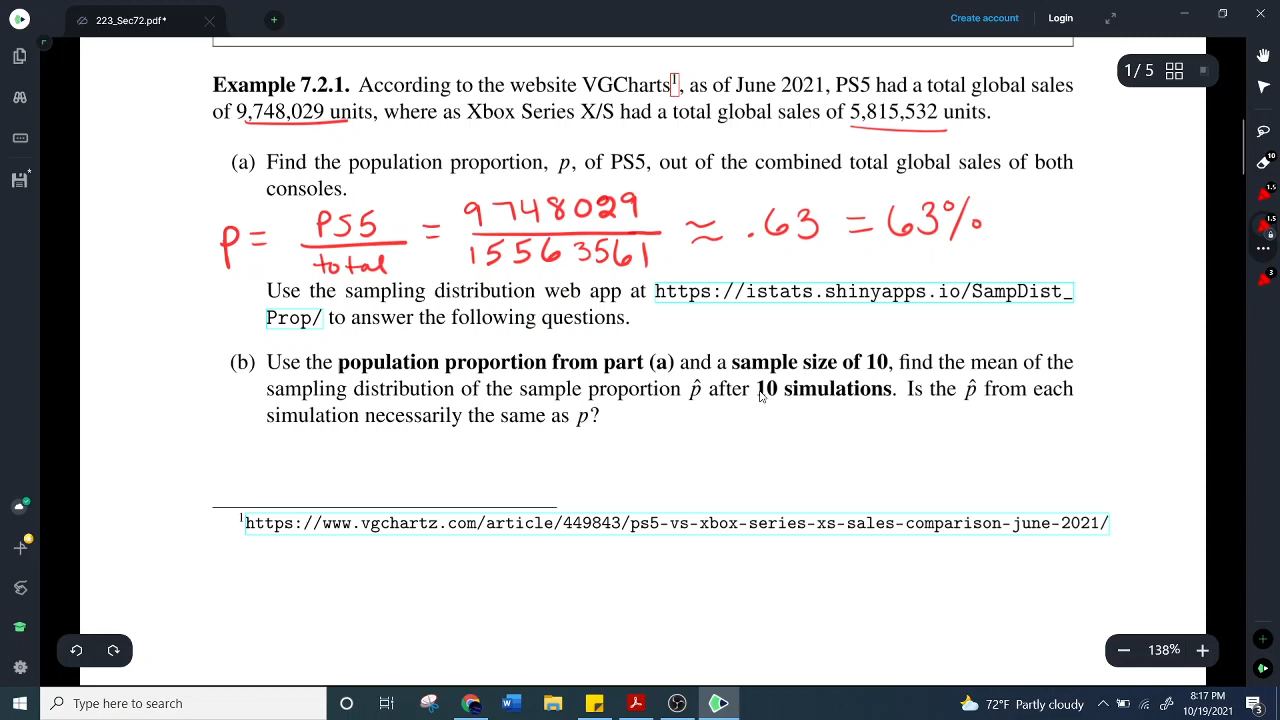 223_Sec72.pdf*
Create account
Login
1 / 5
Example 7.2.1. According to the website VGCharts1, as of June 2021, PS5 had a total global sales
of 9,748,029 units, where as Xbox Series X/S had a total global sales of 5,815,532 units.
(a) Find the population proportion, p, of PS5, out of the combined total global sales of both
consoles.
p = PS5/total = 9748029/15563561 ≈ .63 = 63%
Use the sampling distribution web app at https://istats.shinyapps.io/SampDist_
Prop/ to answer the following questions.
(b) Use the population proportion from part (a) and a sample size of 10, find the mean of the
sampling distribution of the sample proportion p̂ after 10 simulations. Is the p̂ from each
simulation necessarily the same as p?
1https://www.vgchartz.com/article/449843/ps5-vs-xbox-series-xs-sales-comparison-june-2021/
10
1.5
1.5
3
138%
Type here to search
72°F Partly cloudy
8:17 PM
10/19/2021
3